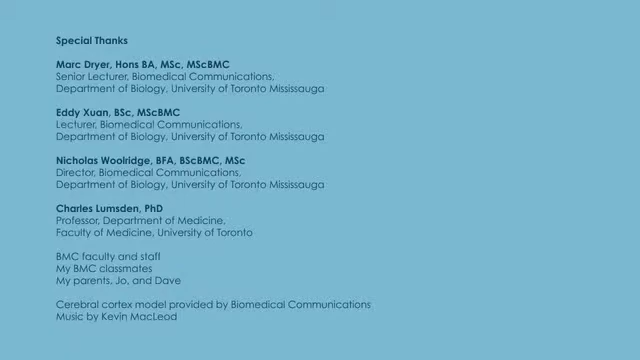 Special Thanks
Marc Dryer, Hons BA, MSc, MScBMC
Senior Lecturer, Biomedical Communications,
Department of Biology, University of Toronto Mississauga
Eddy Xuan, BSc, MScBMC
Lecturer, Biomedical Communications,
Department of Biology, University of Toronto Mississauga
Nicholas Woolridge, BFA, BScBMC, MSc
Director, Biomedical Communications,
Department of Biology, University of Toronto Mississauga
Charles Lumsden, PhD
Professor, Department of Medicine,
Faculty of Medicine, University of Toronto
BMC faculty and staff
My BMC classmates
My parents, Jo, and Dave
Cerebral cortex model provided by Biomedical Communications
Music by Kevin MacLeod